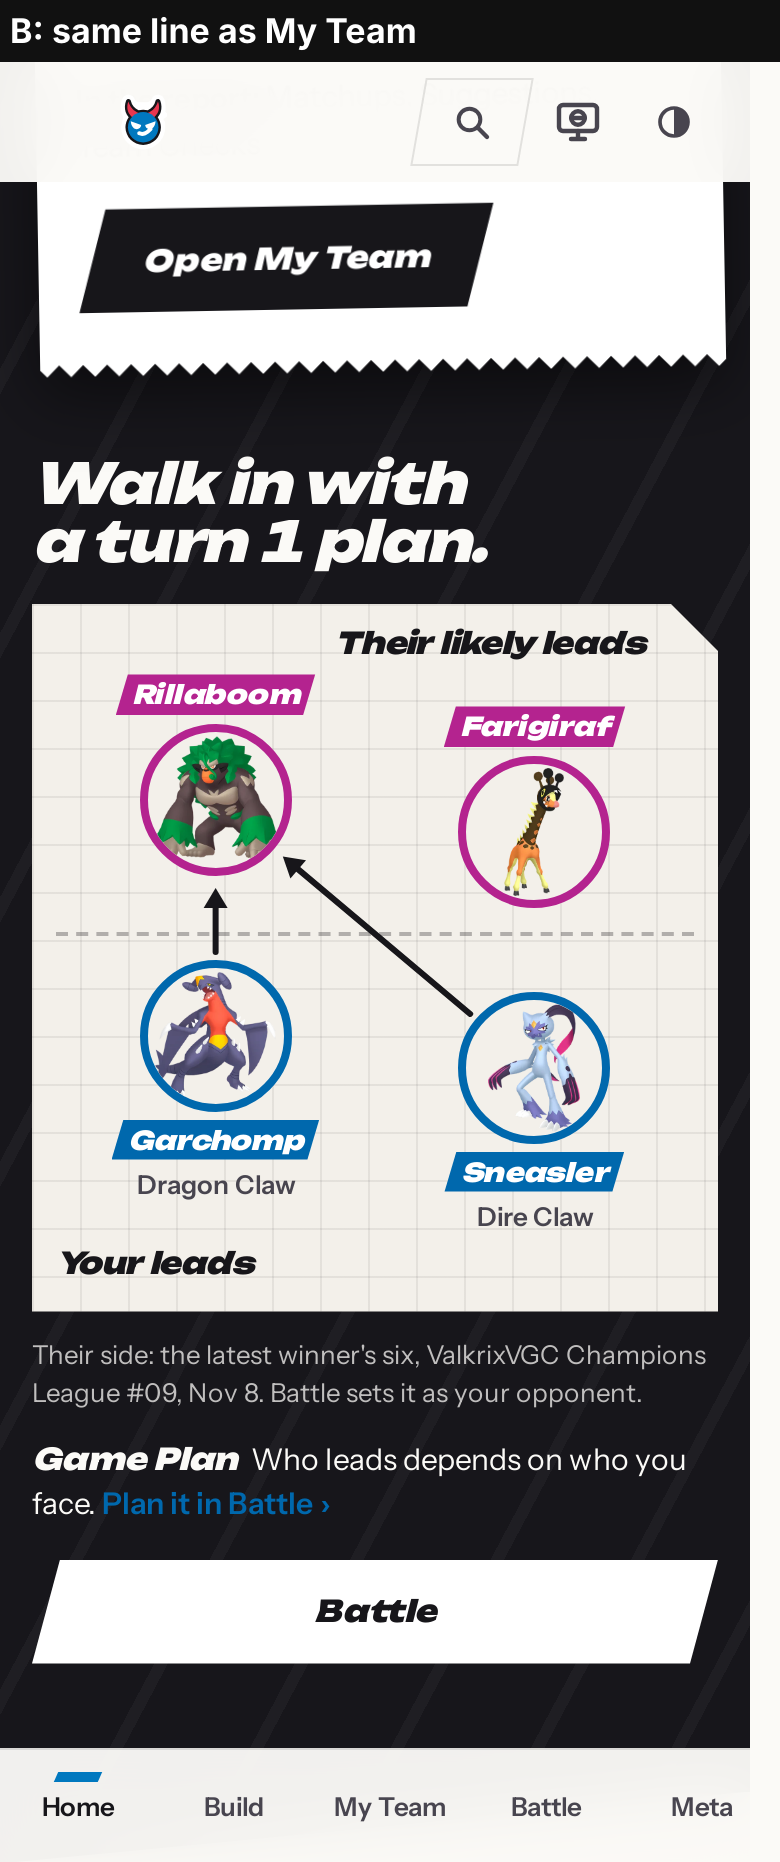 B: same line as My Team
Open My Team
Walk in with
a turn 1 plan.
Their likely leads
Rillaboom
Farigiraf
Garchomp
Dragon Claw
Sneasler
Dire Claw
Your leads
Their side: the latest winner's six, ValkrixVGC Champions
League #09, Nov 8. Battle sets it as your opponent.
Game Plan Who leads depends on who you
face. Plan it in Battle ›
Battle
Home Build My Team Battle Meta